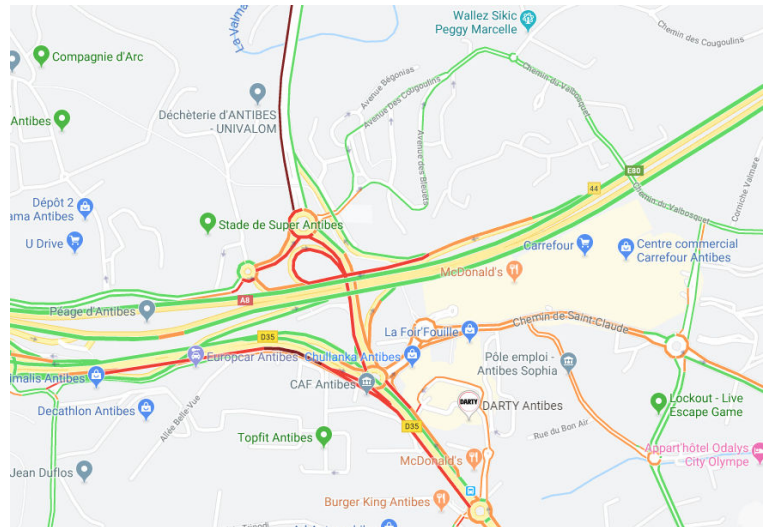 La Valmas
Wallez Sikic
Peggy Marcelle
Chemin des Cougoulins
Compagnie d'Arc
Avenue Bégonias
Avenue Des Cougoulins
Chemin du Valbosquet
Déchèterie d'ANTIBES
- UNIVALOM
Antibes
Avenue des Bleuets
E80
44
Chemin du Valbosquet
Corniche Valmare
Dépôt 2
ama Antibes
Stade de Super Antibes
U Drive
Carrefour
Centre commercial
Carrefour Antibes
McDonald's
A8
Péage d'Antibes
Chemin de Saint-Claude
La Foir'Fouille
D35
Europcar Antibes
Chullanka Antibes
Pôle emploi -
Antibes Sophia
nimalis Antibes
CAF Antibes
Decathlon Antibes
DARTY
DARTY Antibes
Lockout - Live
Escape Game
Allée Belle-Vue
D35
Rue du Bon Air
Topfit Antibes
McDonald's
Appart'hôtel Odalys
City Olympe
Jean Duflos
Burger King Antibes